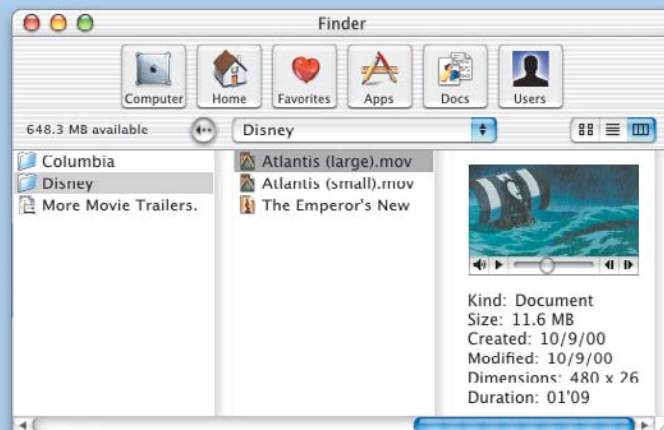 Finder
Computer Home Favorites Apps Docs Users
648.3 MB available Disney
Columbia
Disney
More Movie Trailers.
Atlantis (large).mov
Atlantis (small).mov
The Emperor's New
Kind: Document
Size: 11.6 MB
Created: 10/9/00
Modified: 10/9/00
Dimensions: 480 x 26
Duration: 01'09